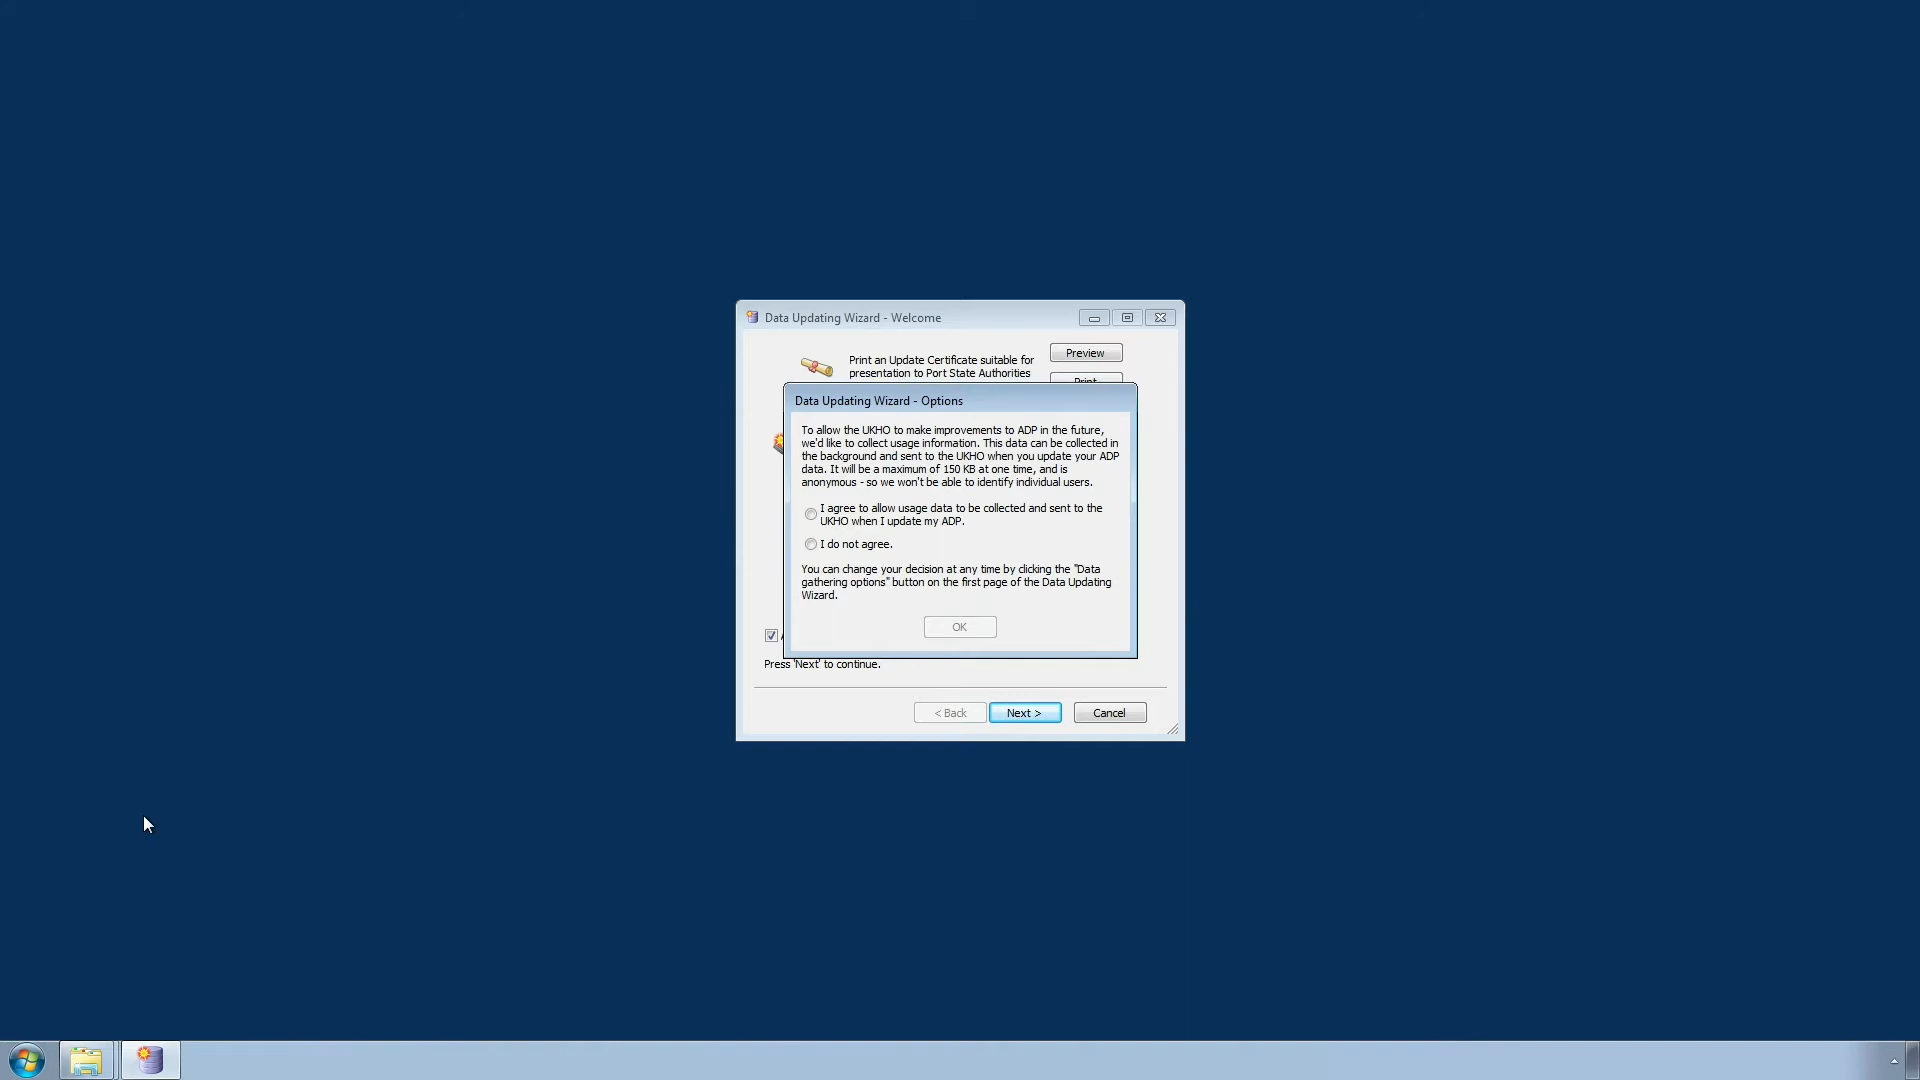 Data Updating Wizard - Welcome
Print an Update Certificate suitable for
presentation to Port State Authorities
Preview
Print
Data Updating Wizard - Options
To allow the UKHO to make improvements to ADP in the future,
we'd like to collect usage information. This data can be collected in
the background and sent to the UKHO when you update your ADP
data. It will be a maximum of 150 KB at one time, and is
anonymous - so we won't be able to identify individual users.
I agree to allow usage data to be collected and sent to the
UKHO when I update my ADP.
I do not agree.
You can change your decision at any time by clicking the "Data
gathering options" button on the first page of the Data Updating
Wizard.
OK
Press 'Next' to continue.
< Back
Next >
Cancel